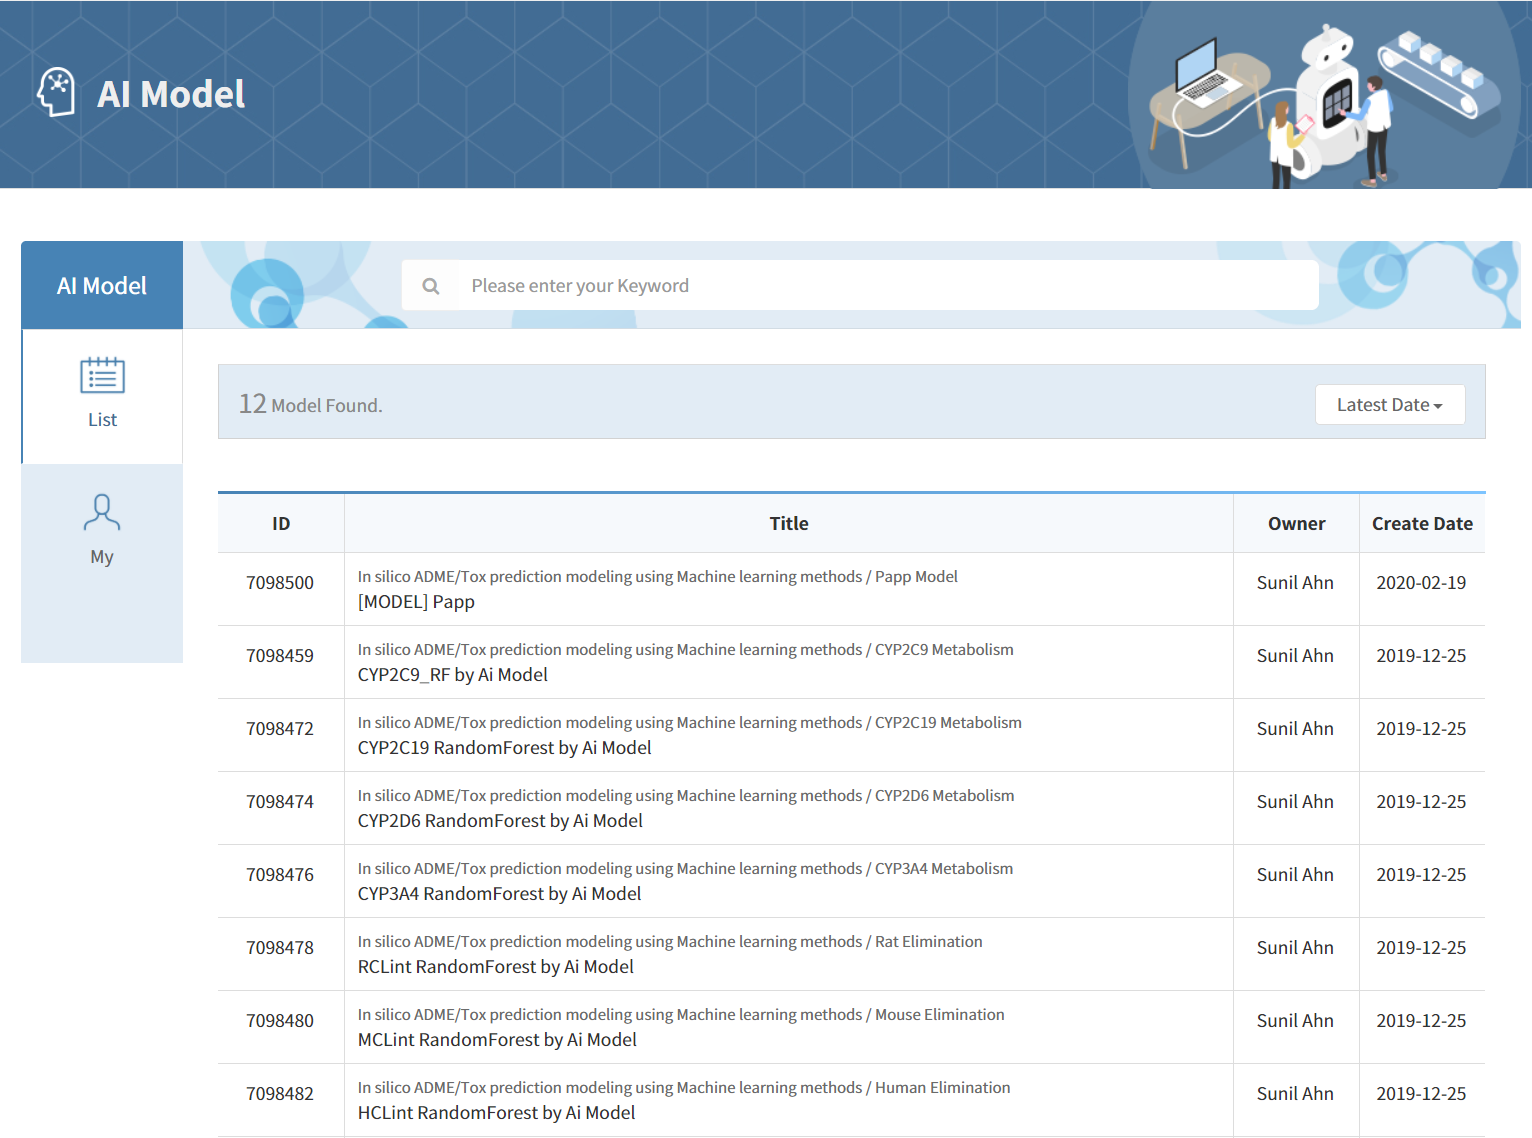 AI Model
AI Model
Please enter your Keyword
List
My
12 Model Found.
Latest Date
ID Title Owner Create Date
7098500 In silico ADME/Tox prediction modeling using Machine learning methods / Papp Model Sunil Ahn 2020-02-19
[MODEL] Papp
7098459 In silico ADME/Tox prediction modeling using Machine learning methods / CYP2C9 Metabolism Sunil Ahn 2019-12-25
CYP2C9_RF by Ai Model
7098472 In silico ADME/Tox prediction modeling using Machine learning methods / CYP2C19 Metabolism Sunil Ahn 2019-12-25
CYP2C19 RandomForest by Ai Model
7098474 In silico ADME/Tox prediction modeling using Machine learning methods / CYP2D6 Metabolism Sunil Ahn 2019-12-25
CYP2D6 RandomForest by Ai Model
7098476 In silico ADME/Tox prediction modeling using Machine learning methods / CYP3A4 Metabolism Sunil Ahn 2019-12-25
CYP3A4 RandomForest by Ai Model
7098478 In silico ADME/Tox prediction modeling using Machine learning methods / Rat Elimination Sunil Ahn 2019-12-25
RCLint RandomForest by Ai Model
7098480 In silico ADME/Tox prediction modeling using Machine learning methods / Mouse Elimination Sunil Ahn 2019-12-25
MCLint RandomForest by Ai Model
7098482 In silico ADME/Tox prediction modeling using Machine learning methods / Human Elimination Sunil Ahn 2019-12-25
HCLint RandomForest by Ai Model